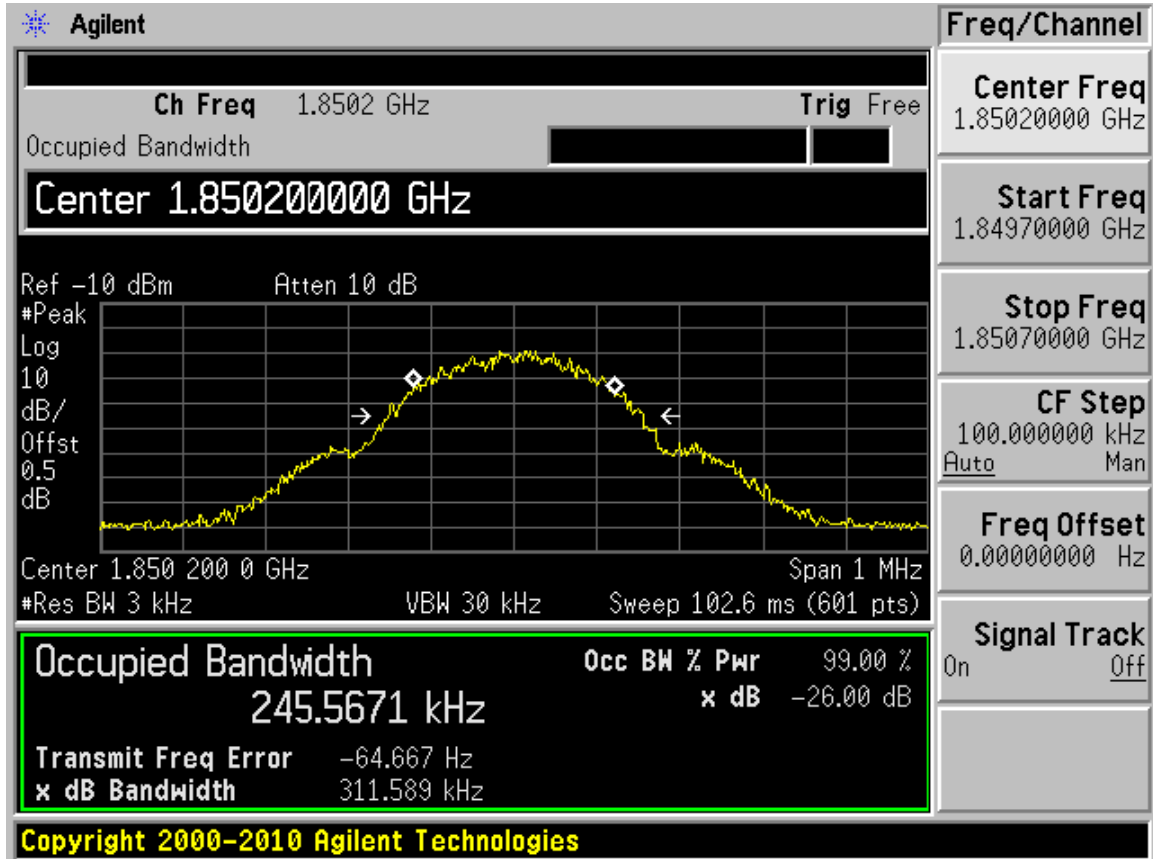 Agilent
Freq/Channel
Ch Freq 1.8502 GHz Trig Free
Occupied Bandwidth
Center 1.850200000 GHz
Ref -10 dBm Atten 10 dB
#Peak
Log
10
dB/
Offst
0.5
dB
Center 1.850 200 0 GHz Span 1 MHz
#Res BW 3 kHz VBW 30 kHz Sweep 102.6 ms (601 pts)
Occupied Bandwidth
245.5671 kHz
Occ BW % Pwr 99.00 %
x dB -26.00 dB
Transmit Freq Error -64.667 Hz
x dB Bandwidth 311.589 kHz
Center Freq
1.85020000 GHz
Start Freq
1.84970000 GHz
Stop Freq
1.85070000 GHz
CF Step
100.000000 kHz
Auto Man
Freq Offset
0.00000000 Hz
Signal Track
On Off
Copyright 2000-2010 Agilent Technologies